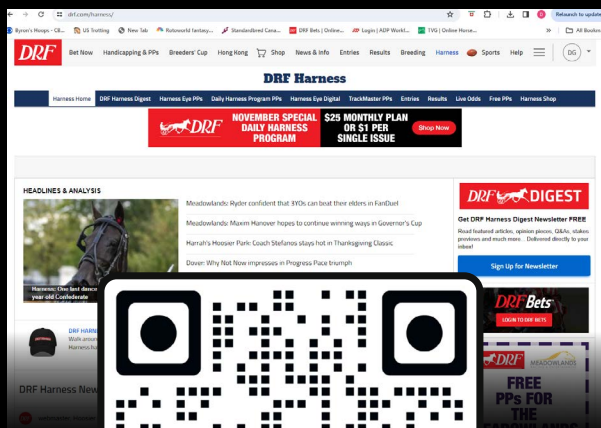 drf.com/harness/
Relaunch to update
Byron's Hoops - CB...
US Trotting
New Tab
Rotoworld fantasy...
Standardbred Cana...
DRF Bets | Online...
Login | ADP Workf...
TVG | Online Horse...
All Bookm
DRF
Bet Now
Handicapping & PPs
Breeders' Cup
Hong Kong
Shop
News & Info
Entries
Results
Breeding
Harness
Sports
Help
DG
DRF Harness
Harness Home
DRF Harness Digest
Harness Eye PPs
Daily Harness Program PPs
Harness Eye Digital
TrackMaster PPs
Entries
Results
Live Odds
Free PPs
Harness Shop
DRF
NOVEMBER SPECIAL
DAILY HARNESS
PROGRAM
$25 MONTHLY PLAN
OR $1 PER
SINGLE ISSUE
Shop Now
HEADLINES & ANALYSIS
Meadowlands: Ryder confident that 3YOs can beat their elders in FanDuel
Meadowlands: Maxim Hanover hopes to continue winning ways in Governor's Cup
Harrah's Hoosier Park: Coach Stefanos stays hot in Thanksgiving Classic
Dover: Why Not Now impresses in Progress Pace triumph
Harness: One last dance
year old Confederate
DRF DIGEST
Get DRF Harness Digest Newsletter FREE
Read featured articles, opinion pieces, Q&As, stakes
previews and much more... Delivered directly to your
inbox!
Sign Up for Newsletter
DRF Bets
LOGIN TO DRF BETS
DRF HARN
Walk aroun
Harness ha
DRF
MEADOWLANDS
FREE
PPs FOR
THE
DRF Harness New